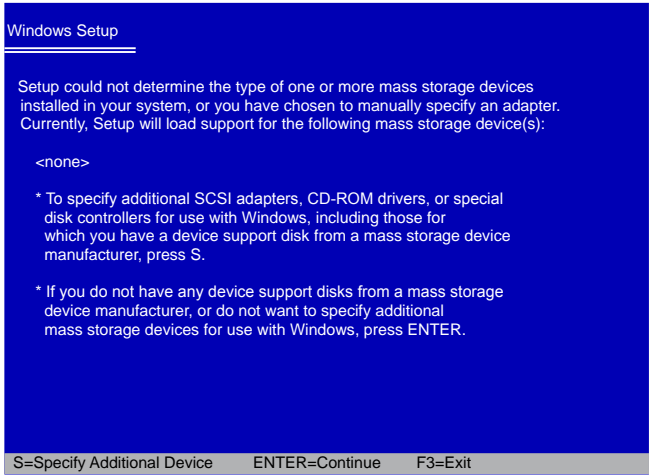 Windows Setup
Setup could not determine the type of one or more mass storage devices
installed in your system, or you have chosen to manually specify an adapter.
Currently, Setup will load support for the following mass storage device(s):
<none>
* To specify additional SCSI adapters, CD-ROM drivers, or special
disk controllers for use with Windows, including those for
which you have a device support disk from a mass storage device
manufacturer, press S.
* If you do not have any device support disks from a mass storage
device manufacturer, or do not want to specify additional
mass storage devices for use with Windows, press ENTER.
S=Specify Additional Device ENTER=Continue F3=Exit